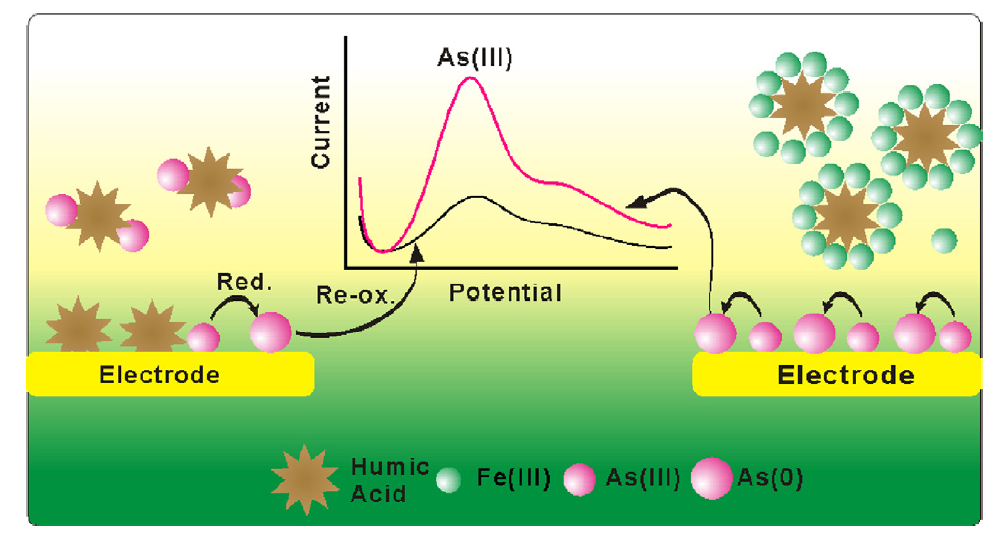 As(III)
Current
Red.
Re-ox.
Potential
Electrode
Electrode
Humic
Acid
Fe(III)
As(III)
As(0)